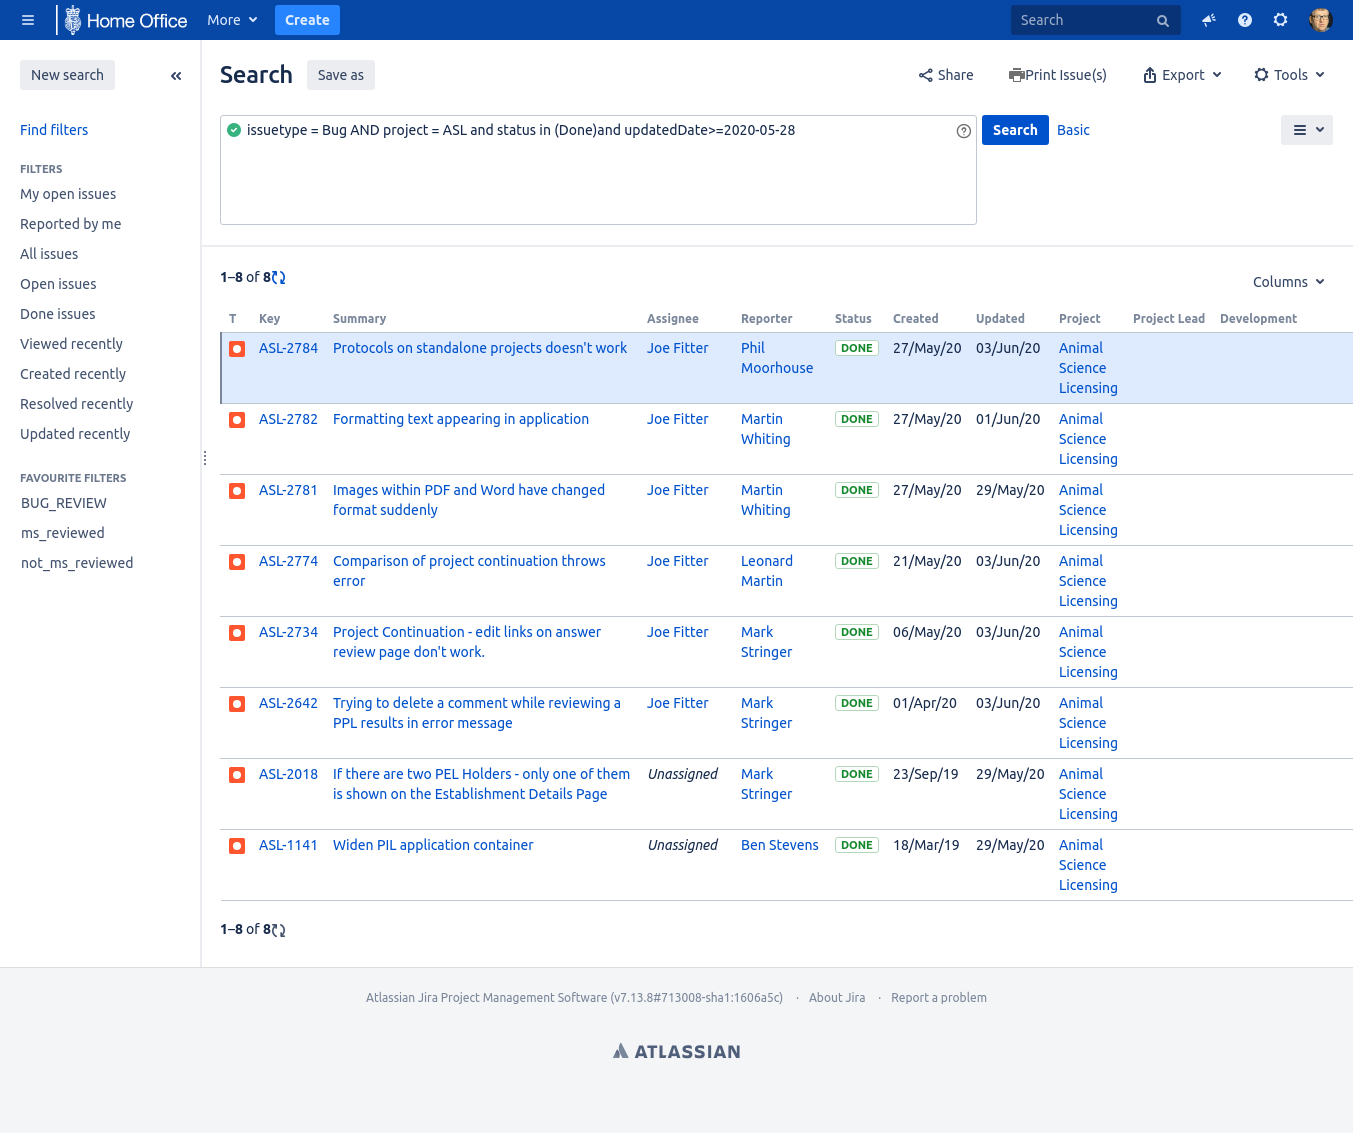 Home Office More Create Search
New search
Search Save as Share Print Issue(s) Export Tools
Find filters
FILTERS
My open issues
Reported by me
All issues
Open issues
Done issues
Viewed recently
Created recently
Resolved recently
Updated recently
FAVOURITE FILTERS
BUG_REVIEW
ms_reviewed
not_ms_reviewed
issuetype = Bug AND project = ASL and status in (Done)and updatedDate>=2020-05-28
Search Basic
1–8 of 8
Columns
T Key Summary Assignee Reporter Status Created Updated Project Project Lead Development
ASL-2784 Protocols on standalone projects doesn't work Joe Fitter Phil DONE 27/May/20 03/Jun/20 Animal
Moorhouse Science
Licensing
ASL-2782 Formatting text appearing in application Joe Fitter Martin DONE 27/May/20 01/Jun/20 Animal
Whiting Science
Licensing
ASL-2781 Images within PDF and Word have changed Joe Fitter Martin DONE 27/May/20 29/May/20 Animal
format suddenly Whiting Science
Licensing
ASL-2774 Comparison of project continuation throws Joe Fitter Leonard DONE 21/May/20 03/Jun/20 Animal
error Martin Science
Licensing
ASL-2734 Project Continuation - edit links on answer Joe Fitter Mark DONE 06/May/20 03/Jun/20 Animal
review page don't work. Stringer Science
Licensing
ASL-2642 Trying to delete a comment while reviewing a Joe Fitter Mark DONE 01/Apr/20 03/Jun/20 Animal
PPL results in error message Stringer Science
Licensing
ASL-2018 If there are two PEL Holders - only one of them Unassigned Mark DONE 23/Sep/19 29/May/20 Animal
is shown on the Establishment Details Page Stringer Science
Licensing
ASL-1141 Widen PIL application container Unassigned Ben Stevens DONE 18/Mar/19 29/May/20 Animal
Science
Licensing
1–8 of 8
Atlassian Jira Project Management Software (v7.13.8#713008-sha1:1606a5c) · About Jira · Report a problem
ATLASSIAN